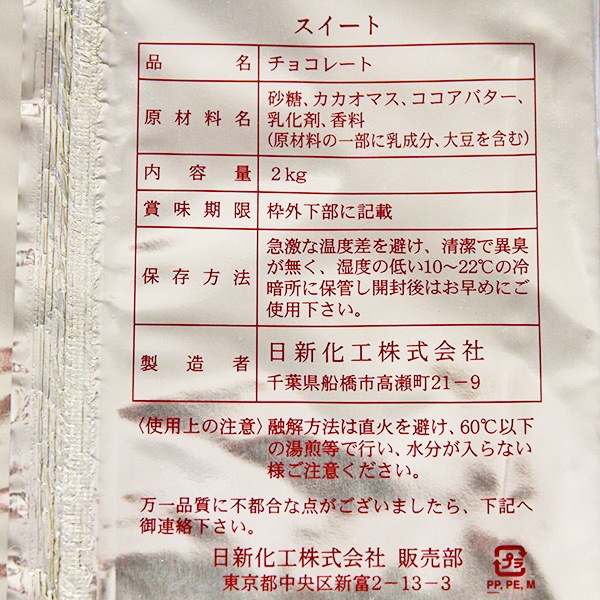 スイート
品名 チョコレート
原材料名 砂糖、カカオマス、ココアバター、
乳化剤、香料
(原材料の一部に乳成分、大豆を含む)
内容量 2kg
賞味期限 枠外下部に記載
保存方法 急激な温度差を避け、清潔で異臭
が無く、湿度の低い10〜22℃の冷
暗所に保管し開封後はお早めにご
使用下さい。
製造者 日新化工株式会社
千葉県船橋市高瀬町21−9
〈使用上の注意〉融解方法は直火を避け、60℃以下
の湯煎等で行い、水分が入らない
様ご注意ください。
万一品質に不都合な点がございましたら、下記へ
御連絡下さい。
日新化工株式会社 販売部
東京都中央区新富2−13−3
プラ
PP, PE, M